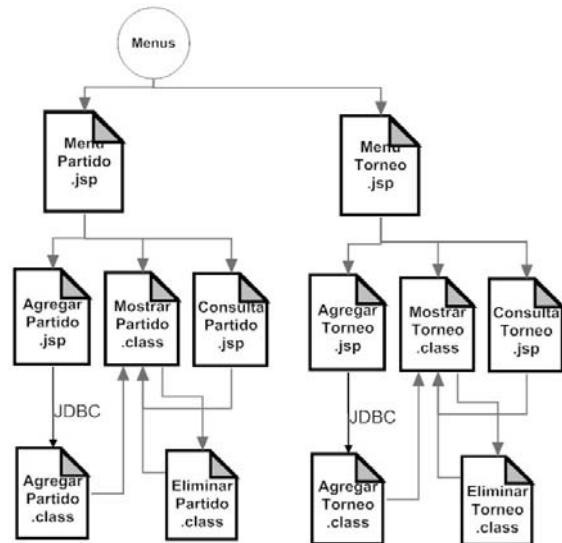 Menus
Menu
Partido
.jsp
Menu
Torneo
.jsp
Agregar
Partido
.jsp
Mostrar
Partido
.class
Consulta
Partido
.jsp
Agregar
Torneo
.jsp
Mostrar
Torneo
.class
Consulta
Torneo
.jsp
JDBC
JDBC
Agregar
Partido
.class
Eliminar
Partido
.class
Agregar
Torneo
.class
Eliminar
Torneo
.class